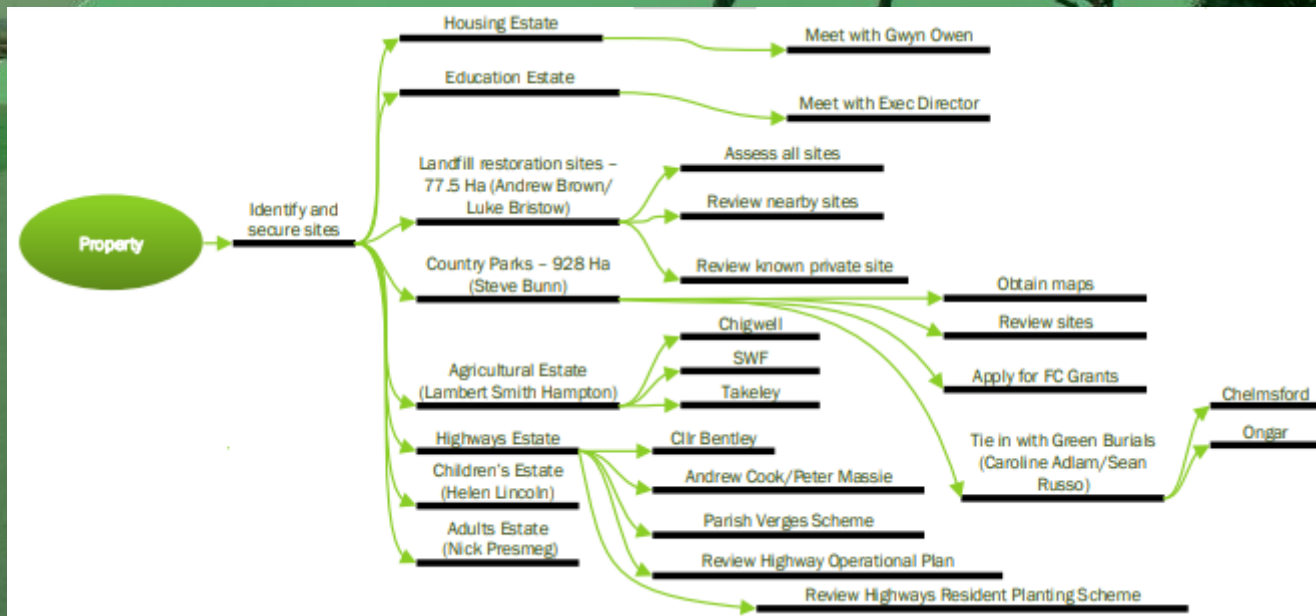 Property
Identify and
secure sites
Housing Estate
Meet with Gwyn Owen
Education Estate
Meet with Exec Director
Landfill restoration sites –
77.5 Ha (Andrew Brown/
Luke Bristow)
Assess all sites
Review nearby sites
Review known private site
Country Parks – 928 Ha
(Steve Bunn)
Obtain maps
Review sites
Apply for FC Grants
Tie in with Green Burials
(Caroline Adlam/Sean
Russo)
Chelmsford
Ongar
Agricultural Estate
(Lambert Smith Hampton)
Chigwell
SWF
Takeley
Highways Estate
Cllr Bentley
Andrew Cook/Peter Massie
Parish Verges Scheme
Review Highway Operational Plan
Review Highways Resident Planting Scheme
Children's Estate
(Helen Lincoln)
Adults Estate
(Nick Presmeg)